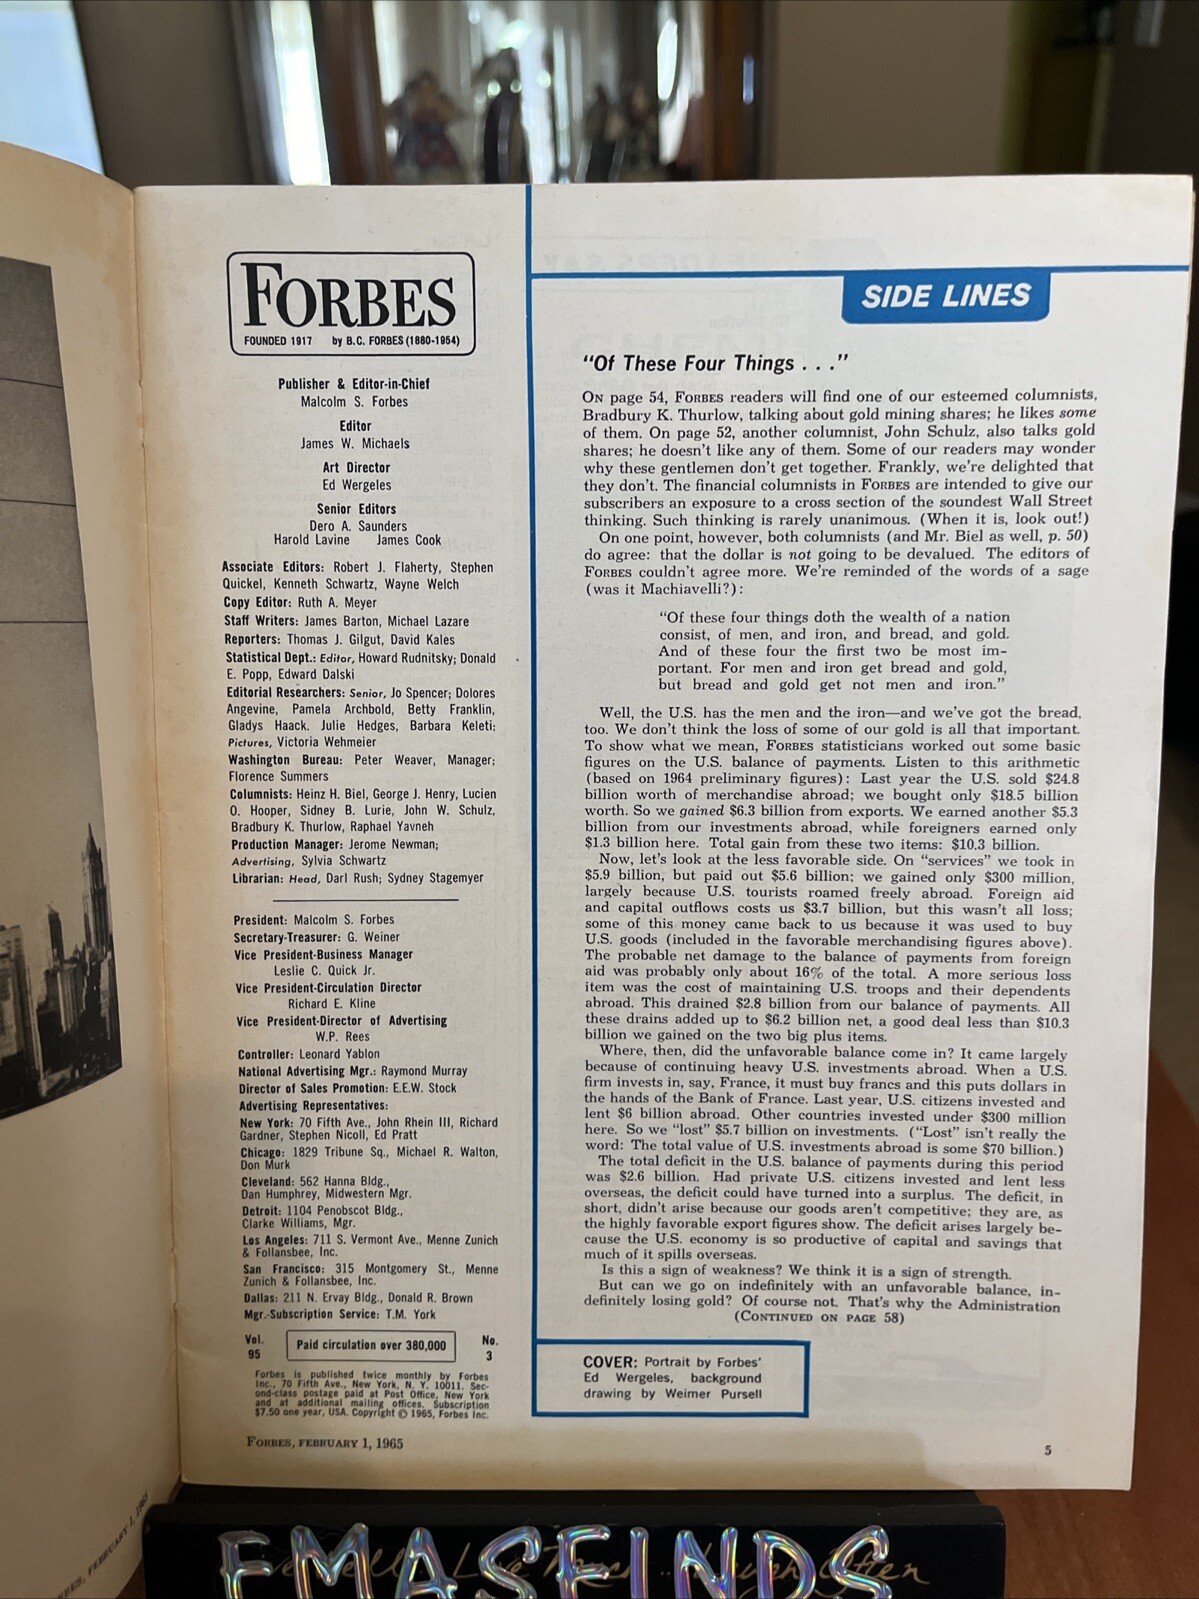 FORBES
FOUNDED 1917 by B.C. FORBES (1880-1954)
Publisher & Editor-in-Chief
Malcolm S. Forbes
Editor
James W. Michaels
Art Director
Ed Wergeles
Senior Editors
Dero A. Saunders
Harold Lavine James Cook
Associate Editors: Robert J. Flaherty, Stephen
Quickel, Kenneth Schwartz, Wayne Welch
Copy Editor: Ruth A. Meyer
Staff Writers: James Barton, Michael Lazare
Reporters: Thomas J. Gilgut, David Kales
Statistical Dept.: Editor, Howard Rudnitsky; Donald
E. Popp, Edward Dalski
Editorial Researchers: Senior, Jo Spencer; Dolores
Angevine, Pamela Archbold, Betty Franklin,
Gladys Haack, Julie Hedges, Barbara Keleti;
Pictures, Victoria Wehmeier
Washington Bureau: Peter Weaver, Manager;
Florence Summers
Columnists: Heinz H. Biel, George J. Henry, Lucien
O. Hooper, Sidney B. Lurie, John W. Schulz,
Bradbury K. Thurlow, Raphael Yavneh
Production Manager: Jerome Newman;
Advertising, Sylvia Schwartz
Librarian: Head, Darl Rush; Sydney Stagemyer
President: Malcolm S. Forbes
Secretary-Treasurer: G. Weiner
Vice President-Business Manager
Leslie C. Quick Jr.
Vice President-Circulation Director
Richard E. Kline
Vice President-Director of Advertising
W.P. Rees
Controller: Leonard Yablon
National Advertising Mgr.: Raymond Murray
Director of Sales Promotion: E.E.W. Stock
Advertising Representatives:
New York: 70 Fifth Ave., John Rhein III, Richard
Gardner, Stephen Nicoll, Ed Pratt
Chicago: 1829 Tribune Sq., Michael R. Walton,
Don Murk
Cleveland: 562 Hanna Bldg.,
Dan Humphrey, Midwestern Mgr.
Detroit: 1104 Penobscot Bldg.,
Clarke Williams, Mgr.
Los Angeles: 711 S. Vermont Ave., Menne Zunich
& Follansbee, Inc.
San Francisco: 315 Montgomery St., Menne
Zunich & Follansbee, Inc.
Dallas: 211 N. Ervay Bldg., Donald R. Brown
Mgr.-Subscription Service: T.M. York
Vol. 95
Paid circulation over 380,000
No. 3
Forbes is published twice monthly by Forbes
Inc., 70 Fifth Ave., New York, N. Y. 10011. Sec-
ond-class postage paid at Post Office, New York
and at additional mailing offices. Subscription
$7.50 one year, USA. Copyright © 1965, Forbes Inc.
FORBES, FEBRUARY 1, 1965
SIDE LINES
"Of These Four Things . . ."
ON page 54, FORBES readers will find one of our esteemed columnists,
Bradbury K. Thurlow, talking about gold mining shares; he likes some
of them. On page 52, another columnist, John Schulz, also talks gold
shares; he doesn't like any of them. Some of our readers may wonder
why these gentlemen don't get together. Frankly, we're delighted that
they don't. The financial columnists in FORBES are intended to give our
subscribers an exposure to a cross section of the soundest Wall Street
thinking. Such thinking is rarely unanimous. (When it is, look out!)
On one point, however, both columnists (and Mr. Biel as well, p. 50)
do agree: that the dollar is not going to be devalued. The editors of
FORBES couldn't agree more. We're reminded of the words of a sage
(was it Machiavelli?):
"Of these four things doth the wealth of a nation
consist, of men, and iron, and bread, and gold.
And of these four the first two be most im-
portant. For men and iron get bread and gold,
but bread and gold get not men and iron."
Well, the U.S. has the men and the iron—and we've got the bread,
too. We don't think the loss of some of our gold is all that important.
To show what we mean, FORBES statisticians worked out some basic
figures on the U.S. balance of payments. Listen to this arithmetic
(based on 1964 preliminary figures): Last year the U.S. sold $24.8
billion worth of merchandise abroad; we bought only $18.5 billion
worth. So we gained $6.3 billion from exports. We earned another $5.3
billion from our investments abroad, while foreigners earned only
$1.3 billion here. Total gain from these two items: $10.3 billion.
Now, let's look at the less favorable side. On "services" we took in
$5.9 billion, but paid out $5.6 billion; we gained only $300 million,
largely because U.S. tourists roamed freely abroad. Foreign aid
and capital outflows costs us $3.7 billion, but this wasn't all loss;
some of this money came back to us because it was used to buy
U.S. goods (included in the favorable merchandising figures above).
The probable net damage to the balance of payments from foreign
aid was probably only about 16% of the total. A more serious loss
item was the cost of maintaining U.S. troops and their dependents
abroad. This drained $2.8 billion from our balance of payments. All
these drains added up to $6.2 billion net, a good deal less than $10.3
billion we gained on the two big plus items.
Where, then, did the unfavorable balance come in? It came largely
because of continuing heavy U.S. investments abroad. When a U.S.
firm invests in, say, France, it must buy francs and this puts dollars in
the hands of the Bank of France. Last year, U.S. citizens invested and
lent $6 billion abroad. Other countries invested under $300 million
here. So we "lost" $5.7 billion on investments. ("Lost" isn't really the
word: The total value of U.S. investments abroad is some $70 billion.)
The total deficit in the U.S. balance of payments during this period
was $2.6 billion. Had private U.S. citizens invested and lent less
overseas, the deficit could have turned into a surplus. The deficit, in
short, didn't arise because our goods aren't competitive; they are, as
the highly favorable export figures show. The deficit arises largely be-
cause the U.S. economy is so productive of capital and savings that
much of it spills overseas.
Is this a sign of weakness? We think it is a sign of strength.
But can we go on indefinitely with an unfavorable balance, in-
definitely losing gold? Of course not. That's why the Administration
(CONTINUED ON PAGE 58)
COVER: Portrait by Forbes'
Ed Wergeles, background
drawing by Weimer Pursell
5
FEBRUARY 1, 1965
EMASFINDS